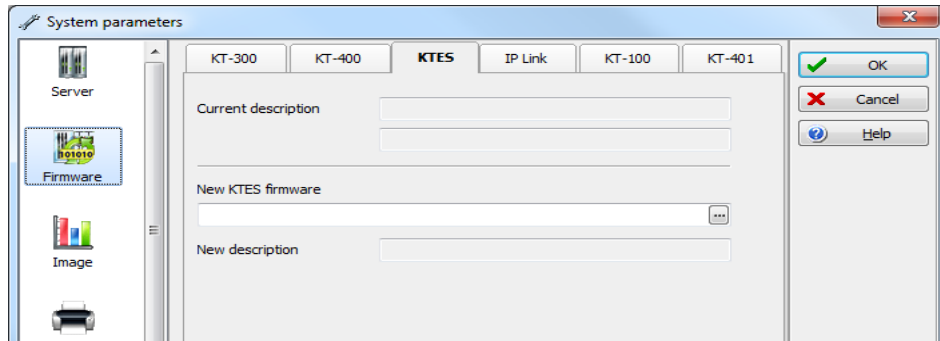 System parameters
Server
Firmware
Image
KT-300
KT-400
KTES
IP Link
KT-100
KT-401
Current description
New KTES firmware
...
New description
OK
Cancel
Help